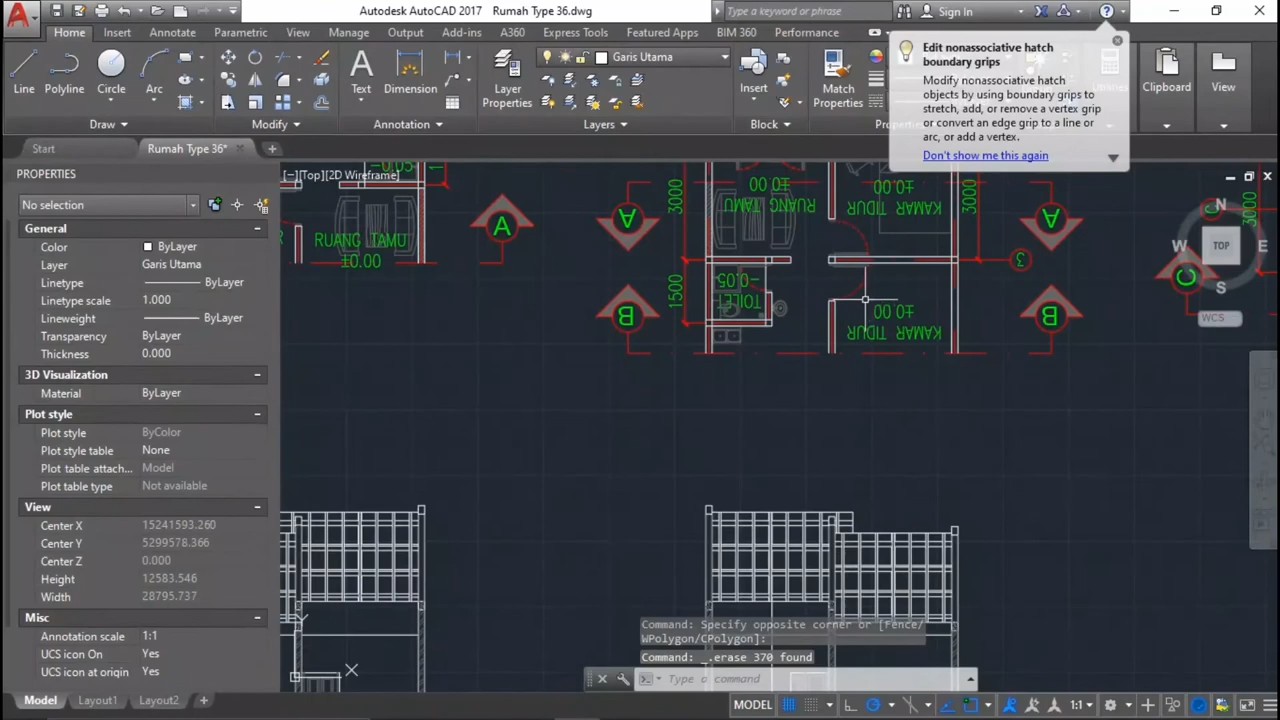 Autodesk AutoCAD 2017 Rumah Type 36.dwg
Type a keyword or phrase
Sign In
Home Insert Annotate Parametric View Manage Output Add-ins A360 Express Tools Featured Apps BIM 360 Performance
Line
Polyline
Circle
Arc
Text
Dimension
Layer
Properties
Garis Utama
Insert
Match
Properties
Clipboard
View
Draw
Modify
Annotation
Layers
Block
Edit nonassociative hatch
boundary grips
Modify nonassociative hatch
objects by using boundary grips to
stretch, add, or remove a vertex grip
or convert an edge grip to a line or
arc, or add a vertex.
Don't show me this again
Start
Rumah Type 36*
PROPERTIES
No selection
General
Color ByLayer
Layer Garis Utama
Linetype ByLayer
Linetype scale 1.000
Lineweight ByLayer
Transparency ByLayer
Thickness 0.000
3D Visualization
Material ByLayer
Plot style
Plot style ByColor
Plot style table None
Plot table attach... Model
Plot table type Not available
View
Center X 15241593.260
Center Y 5299578.366
Center Z 0.000
Height 12583.546
Width 28795.737
Misc
Annotation scale 1:1
UCS icon On Yes
UCS icon at origin Yes
[−][Top][2D Wireframe]
RUANG TAMU
±0.00
A
3000
±0.00
RUANG TAMU
±0.00
KAMAR TIDUR
3000
A
A
3
-0.05
TOILET
1500
±0.00
KAMAR TIDUR
B
B
C
3000
N
W
TOP
E
S
WCS
Command: Specify opposite corner or [Fence/
WPolygon/CPolygon]:
Command: _.erase 370 found
Type a command
Model Layout1 Layout2
MODEL
1:1